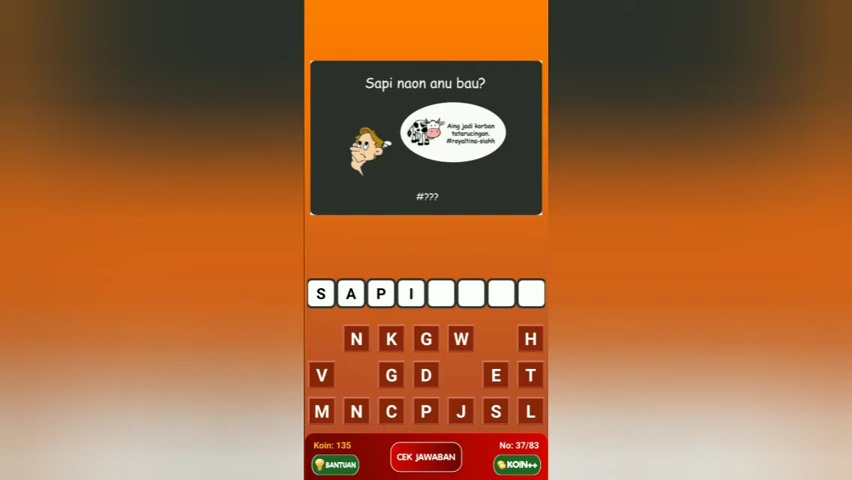 Sapi naon anu bau?
Aing jadi korban
tatarucingan.
#royaltina-siahh
#???
S A P I
N K G W H
V G D E T
M N C P J S L
Koin: 135
No: 37/83
BANTUAN
CEK JAWABAN
KOIN++